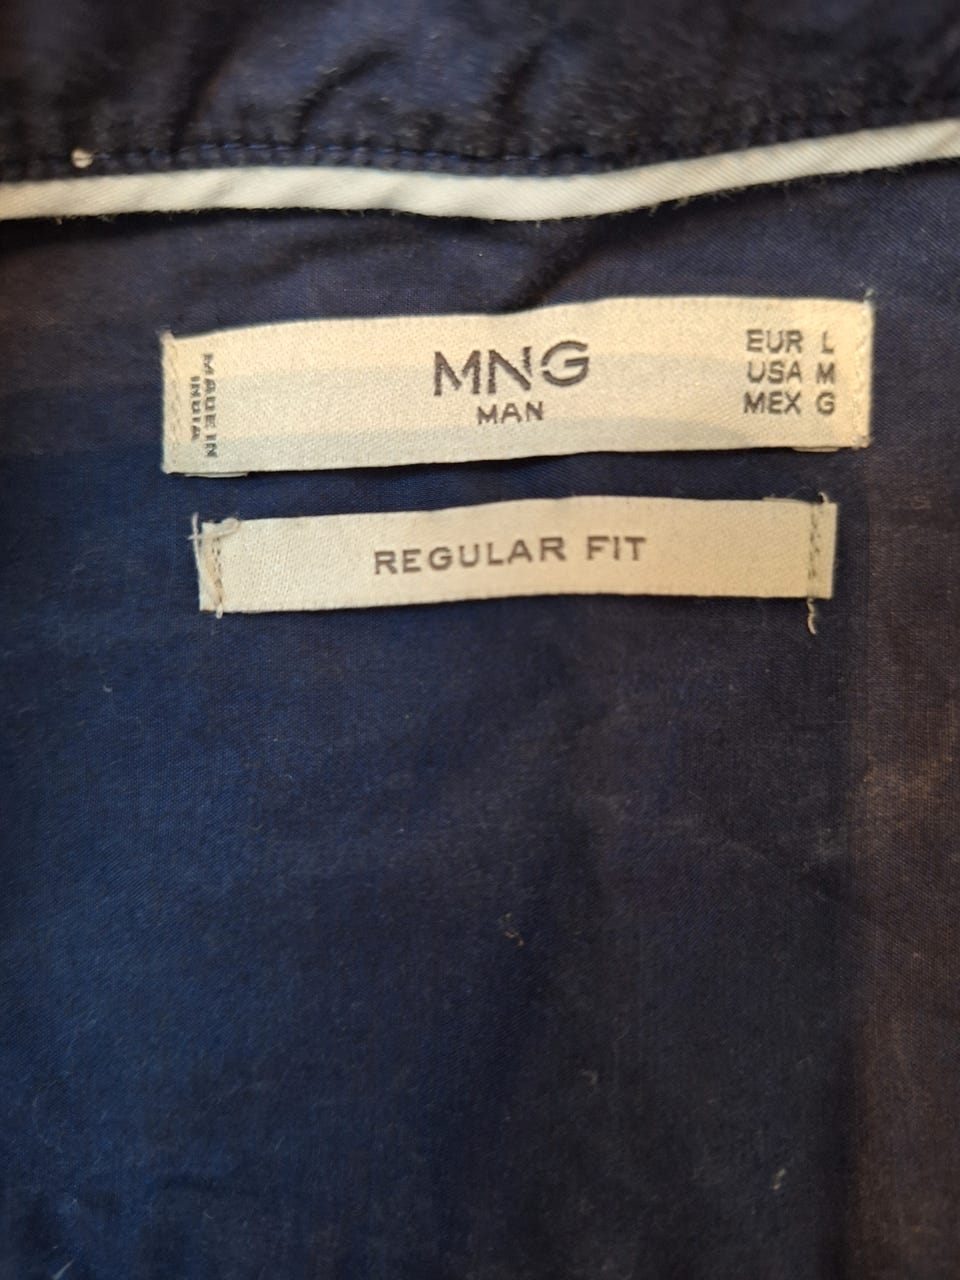 MADE IN
INDIA
MNG
MAN
EUR L
USA M
MEX G
REGULAR FIT